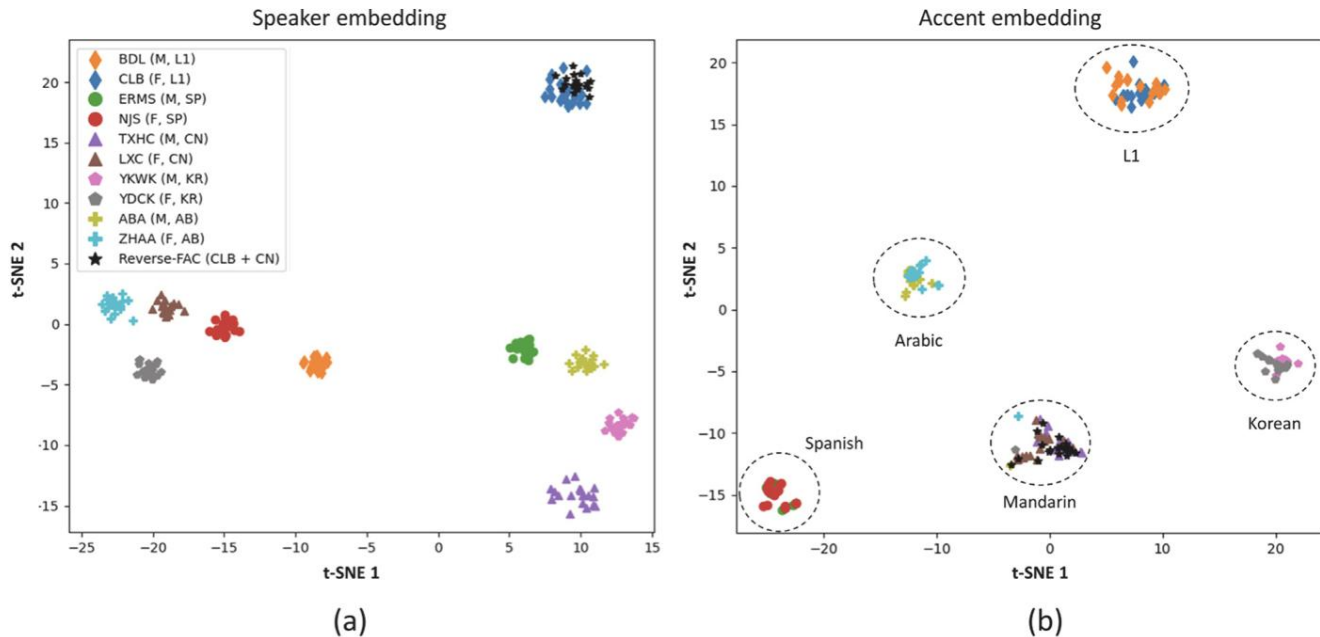 Speaker embedding
Accent embedding
BDL (M, L1)
CLB (F, L1)
ERMS (M, SP)
NJS (F, SP)
TXHC (M, CN)
LXC (F, CN)
YKWK (M, KR)
YDCK (F, KR)
ABA (M, AB)
ZHAA (F, AB)
Reverse-FAC (CLB + CN)
20
15
10
5
0
−5
−10
−15
t-SNE 2
−25 −20 −15 −10 −5 0 5 10 15
t-SNE 1
(a)
20
15
10
5
0
−5
−10
−15
t-SNE 2
L1
Arabic
Korean
Spanish
Mandarin
−20 −10 0 10 20
t-SNE 1
(b)